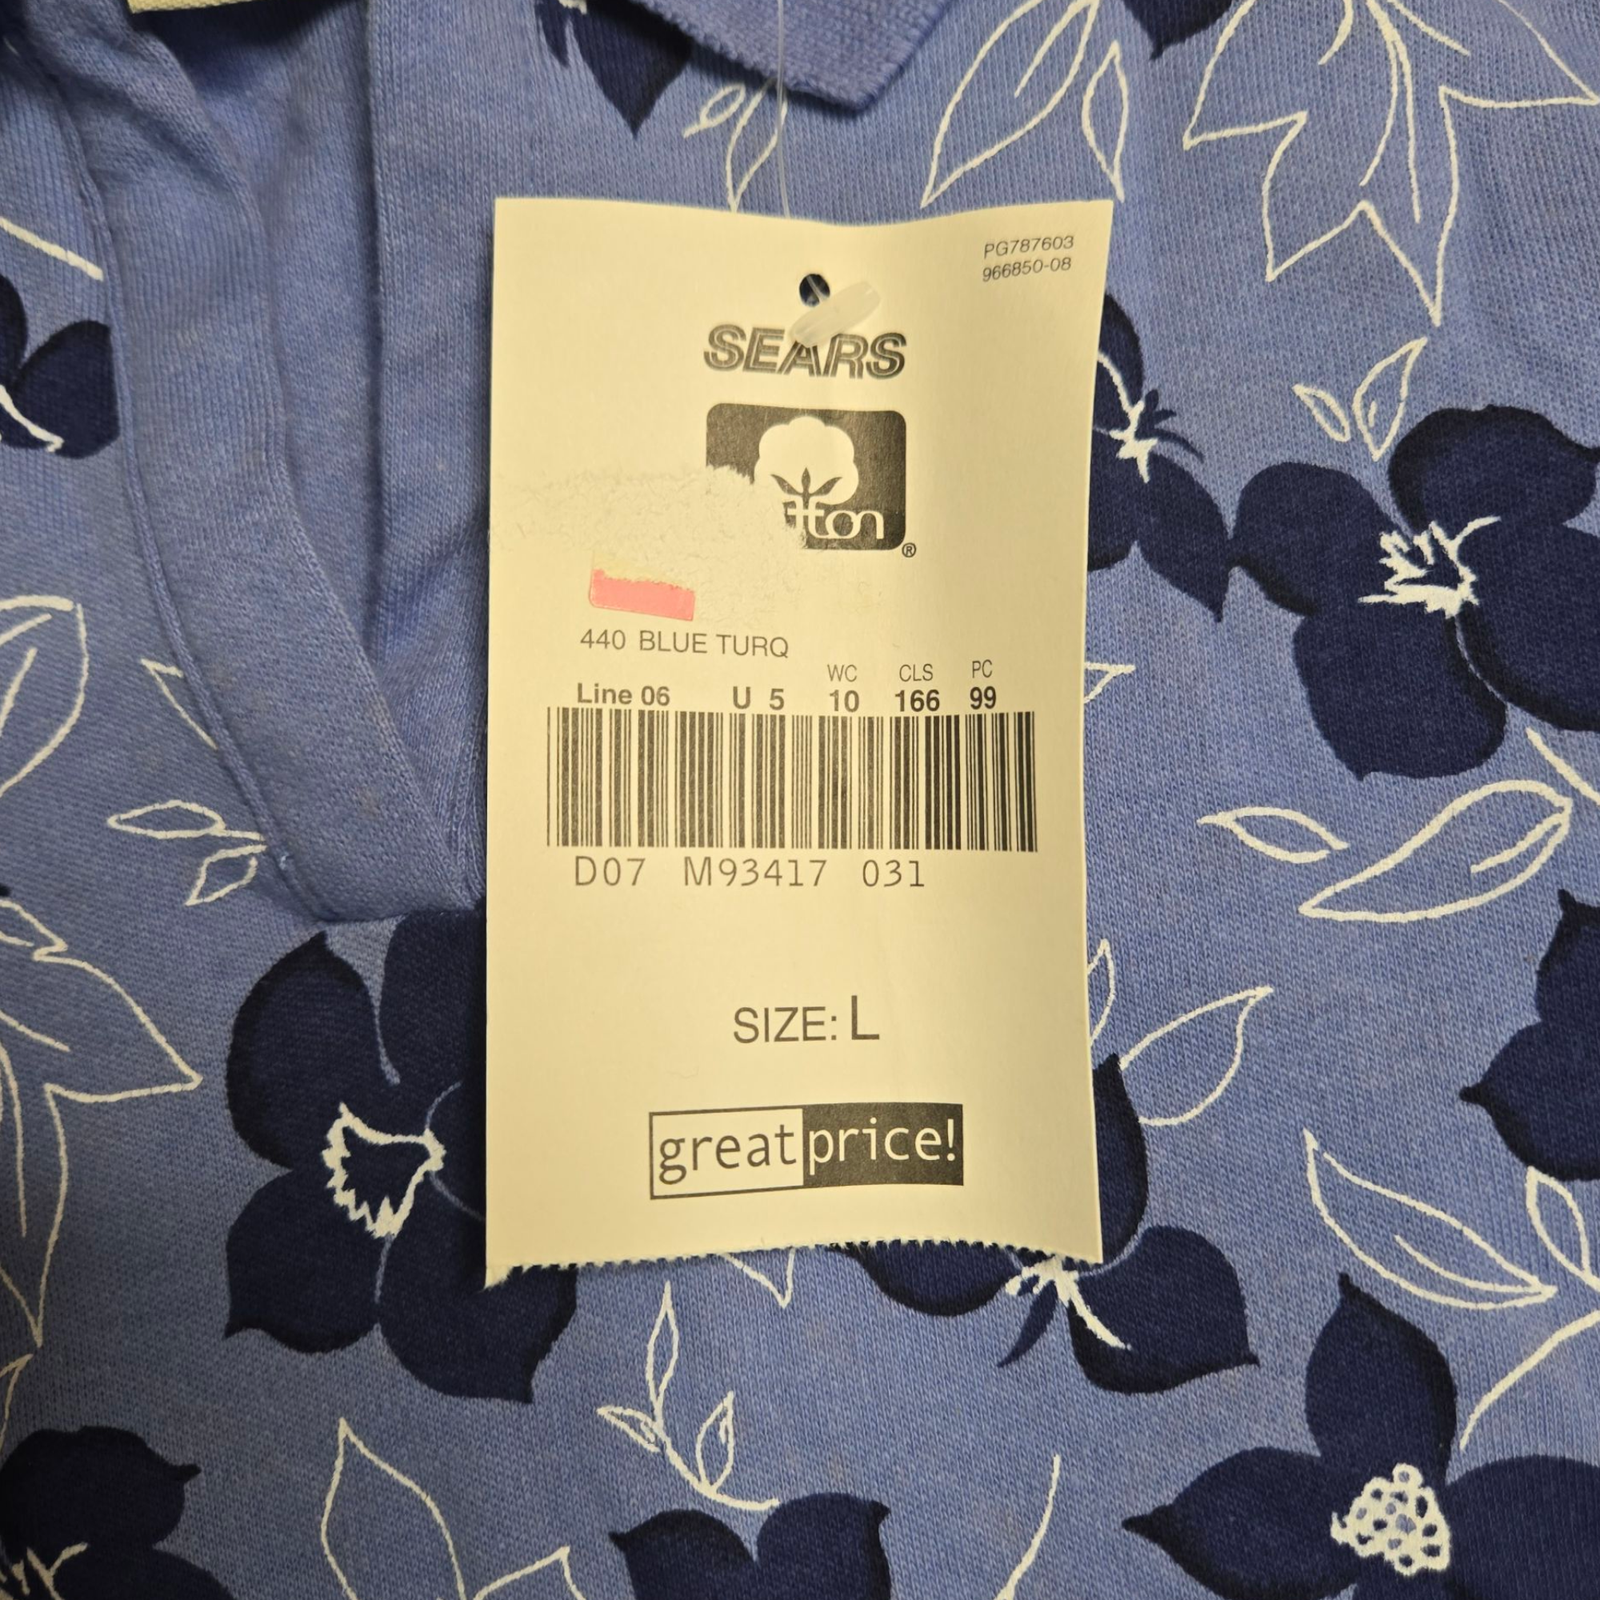 PG787603
966850-08
SEARS
®
440 BLUE TURQ
WC CLS PC
Line 06 U 5 10 166 99
D07 M93417 031
SIZE: L
great price!